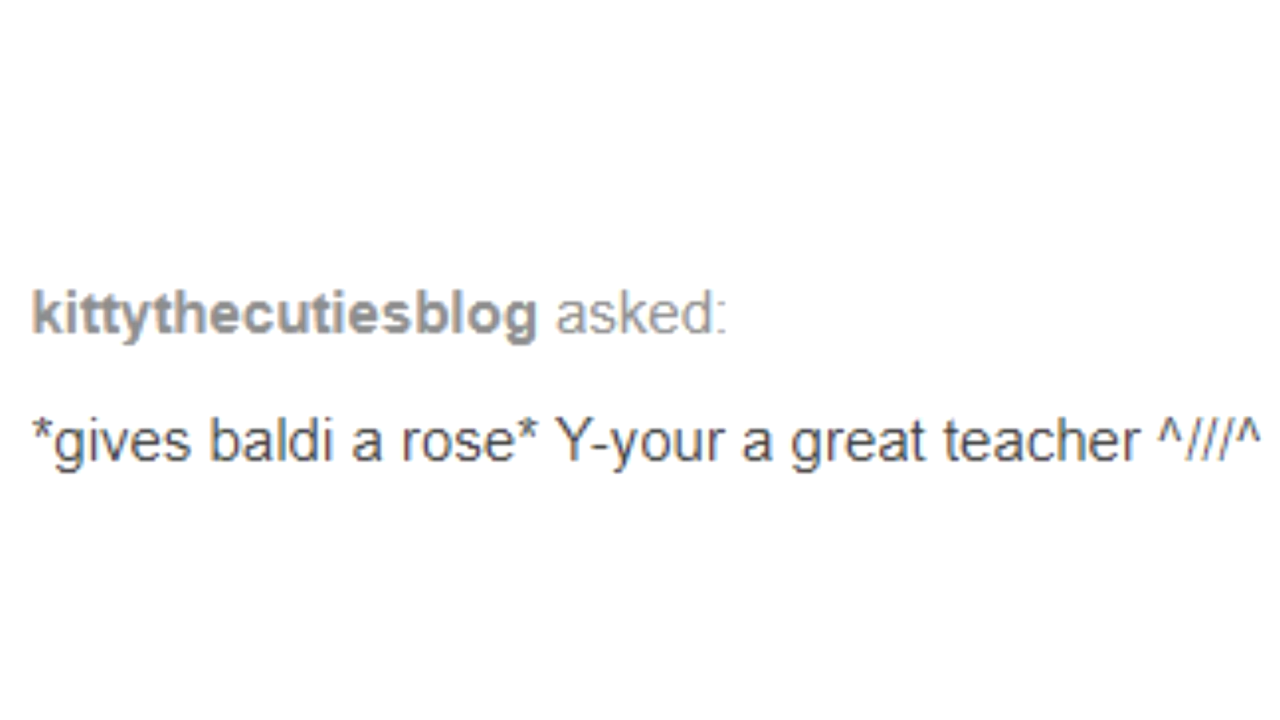 kittythecutiesblog asked:
*gives baldi a rose* Y-your a great teacher ^///^